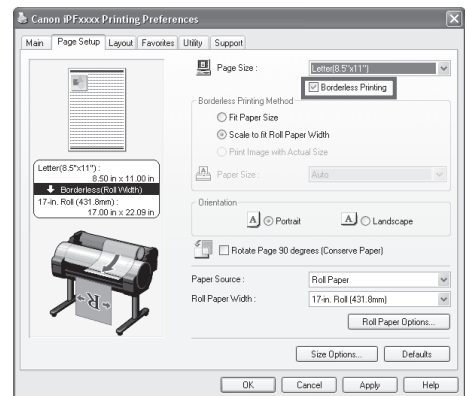 Canon iPFxxxx Printing Preferences
Main Page Setup Layout Favorites Utility Support
Page Size : Letter(8.5"x11")
Borderless Printing
Borderless Printing Method
Fit Paper Size
Scale to fit Roll Paper Width
Print Image with Actual Size
Paper Size : Auto
Letter(8.5"x11") :
8.50 in x 11.00 in
Borderless(Roll Width)
17-in. Roll (431.8mm) :
17.00 in x 22.09 in
Orientation
A Portrait A Landscape
Rotate Page 90 degrees (Conserve Paper)
Paper Source : Roll Paper
Roll Paper Width : 17-in. Roll (431.8mm)
Roll Paper Options...
Size Options... Defaults
R
OK Cancel Apply Help